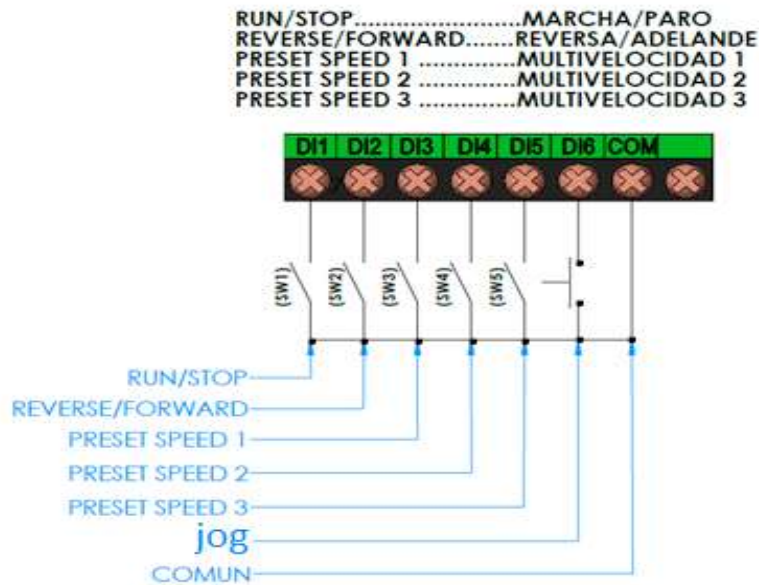 RUN/STOP.......................MARCHA/PARO
REVERSE/FORWARD.......REVERSA/ADELANDE
PRESET SPEED 1 ..............MULTIVELOCIDAD 1
PRESET SPEED 2 ..............MULTIVELOCIDAD 2
PRESET SPEED 3 ..............MULTIVELOCIDAD 3
DI1 DI2 DI3 DI4 DI5 DI6 COM
(SW1) (SW2) (SW3) (SW4) (SW5)
RUN/STOP
REVERSE/FORWARD
PRESET SPEED 1
PRESET SPEED 2
PRESET SPEED 3
jog
COMUN